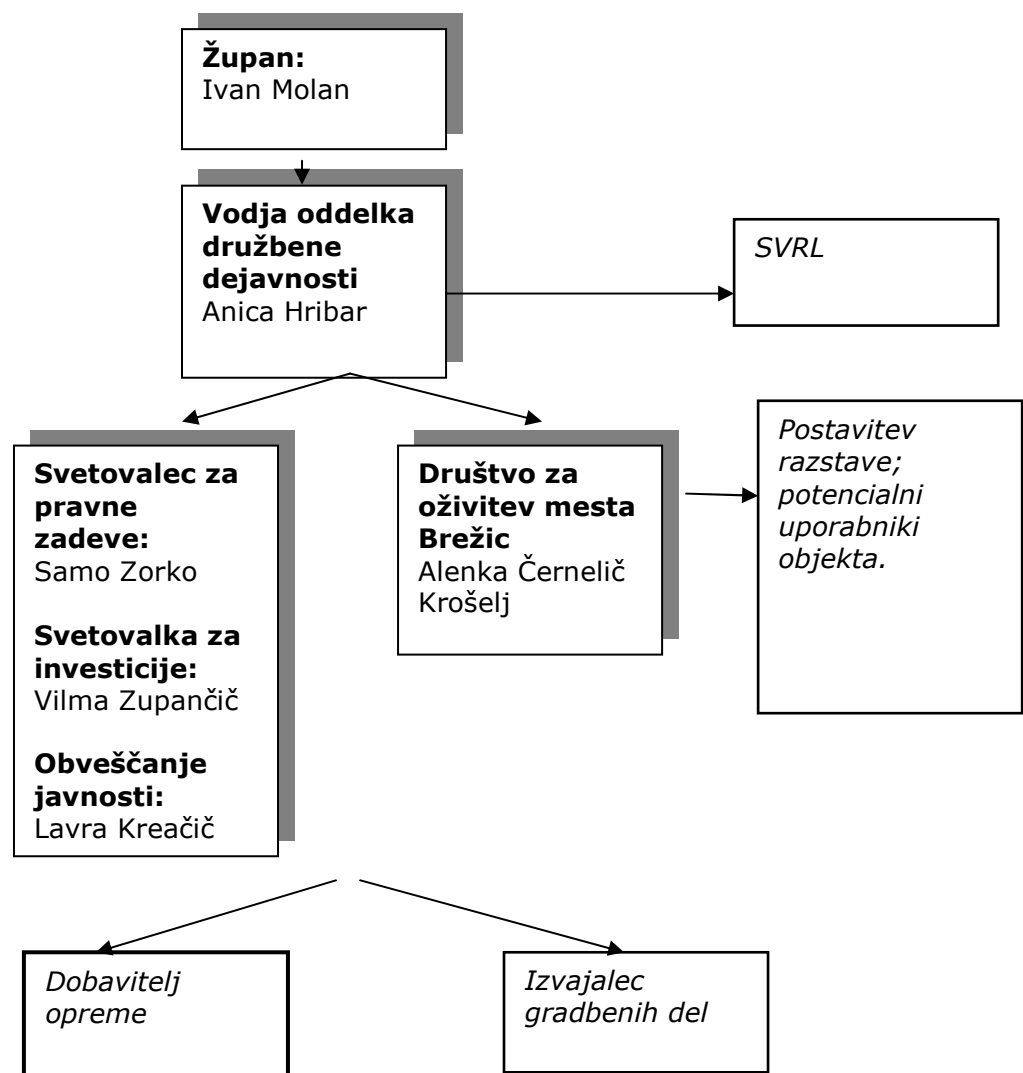 Župan:
Ivan Molan
Vodja oddelka
družbene
dejavnosti
Anica Hribar
SVRL
Svetovalec za
pravne
zadeve:
Samo Zorko
Svetovalka za
investicije:
Vilma Zupančič
Obveščanje
javnosti:
Lavra Kreačič
Društvo za
oživitev mesta
Brežic
Alenka Černelič
Krošelj
Postavitev
razstave;
potencialni
uporabniki
objekta.
Dobavitelj
opreme
Izvajalec
gradbenih del